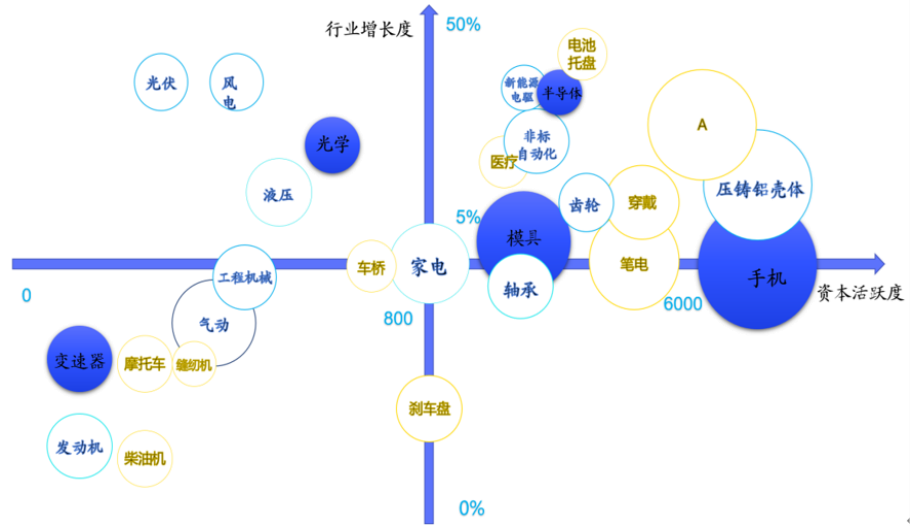 行业增长度
50%
电池
托盘
光伏
风
电
新能源
电驱
半导体
A
光学
非标
自动化
医疗
液压
压铸铝壳体
齿轮
穿戴
5%
模具
家电
车桥
笔电
手机
工程机械
轴承
0
800
6000
资本活跃度
气动
变速器
摩托车
缝纫机
刹车盘
发动机
柴油机
0%